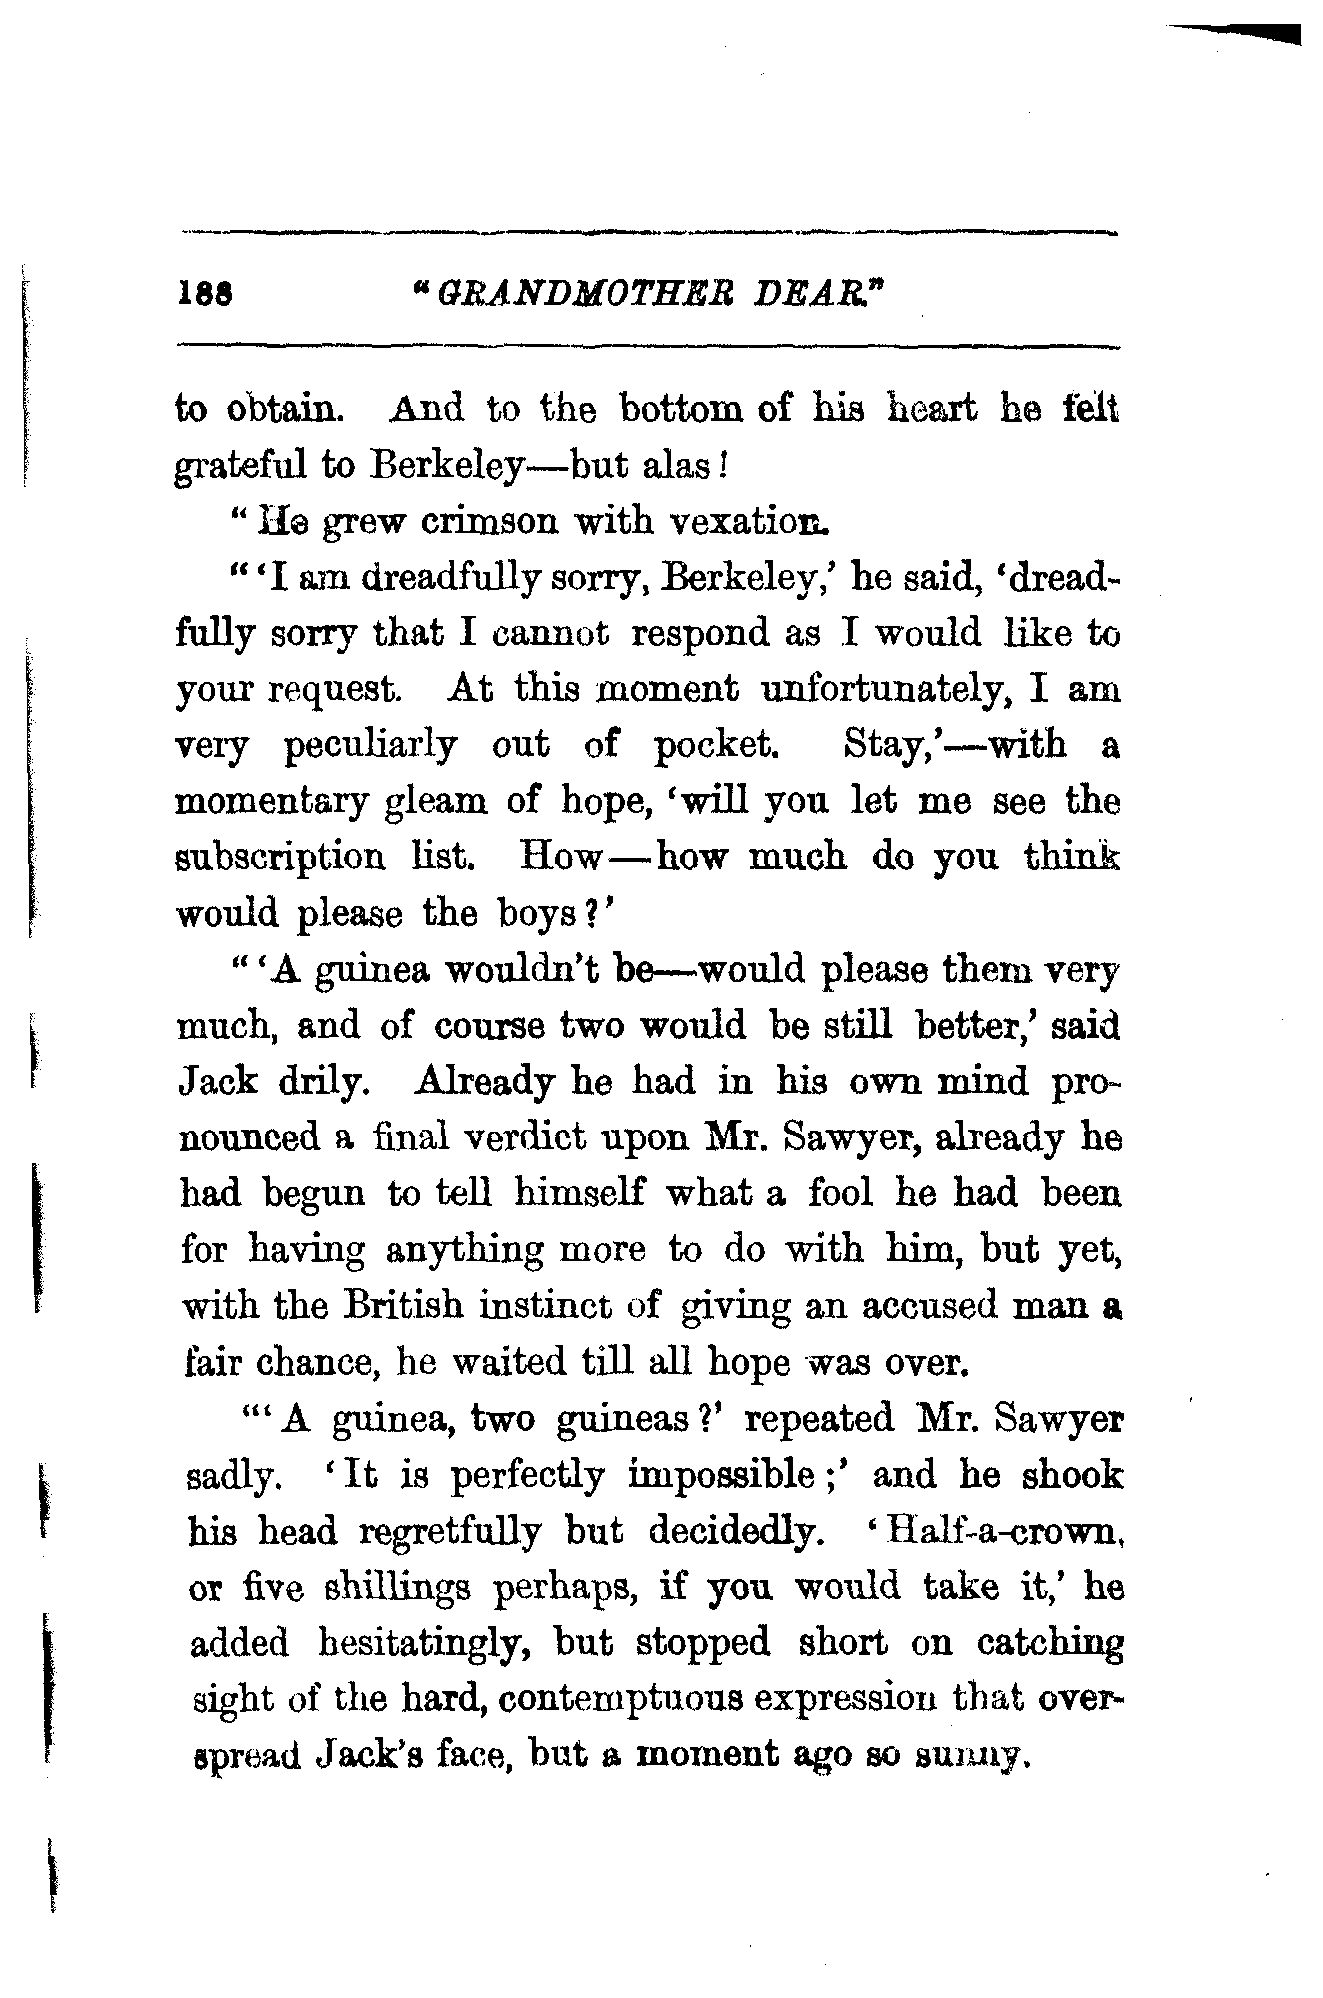 188 "GRANDMOTHER DEAR."
to obtain. And to the bottom of his heart he felt
grateful to Berkeley—but alas!
"He grew crimson with vexation.
"'I am dreadfully sorry, Berkeley,' he said, 'dread-
fully sorry that I cannot respond as I would like to
your request. At this moment unfortunately, I am
very peculiarly out of pocket. Stay,'—with a
momentary gleam of hope, 'will you let me see the
subscription list. How—how much do you think
would please the boys?'
"'A guinea wouldn't be—would please them very
much, and of course two would be still better,' said
Jack drily. Already he had in his own mind pro-
nounced a final verdict upon Mr. Sawyer, already he
had begun to tell himself what a fool he had been
for having anything more to do with him, but yet,
with the British instinct of giving an accused man a
fair chance, he waited till all hope was over.
"'A guinea, two guineas?' repeated Mr. Sawyer
sadly. 'It is perfectly impossible;' and he shook
his head regretfully but decidedly. 'Half-a-crown,
or five shillings perhaps, if you would take it,' he
added hesitatingly, but stopped short on catching
sight of the hard, contemptuous expression that over-
spread Jack's face, but a moment ago so sunny.